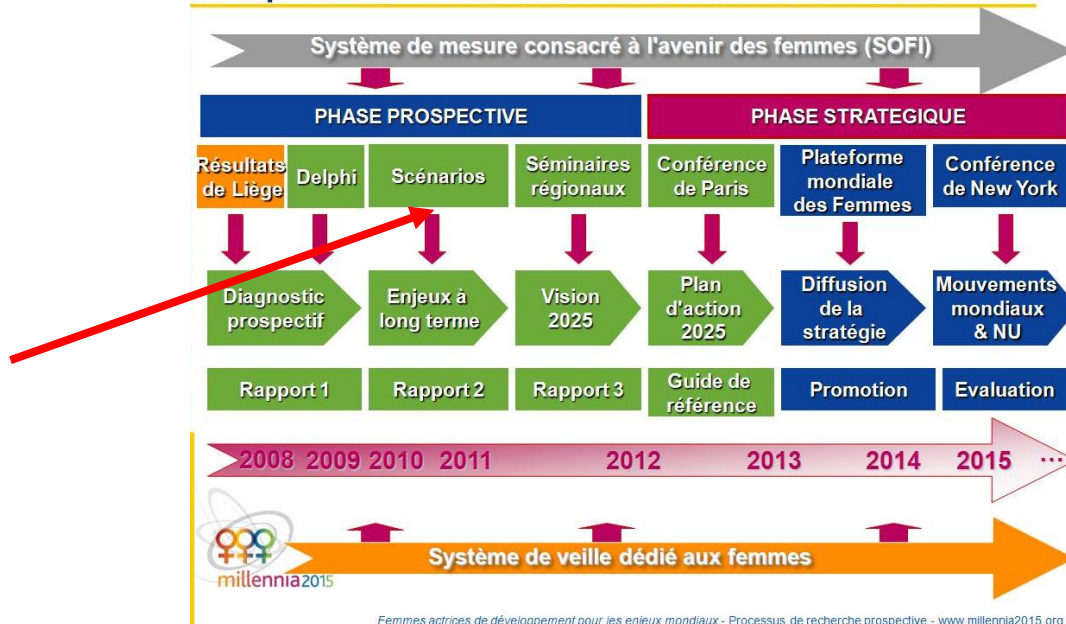 Système de mesure consacré à l'avenir des femmes (SOFI)
PHASE PROSPECTIVE
PHASE STRATEGIQUE
Résultats
de Liège
Delphi
Scénarios
Séminaires
régionaux
Conférence
de Paris
Plateforme
mondiale
des Femmes
Conférence
de New York
Diagnostic
prospectif
Enjeux à
long terme
Vision
2025
Plan
d'action
2025
Diffusion
de la
stratégie
Mouvements
mondiaux
& NU
Rapport 1
Rapport 2
Rapport 3
Guide de
référence
Promotion
Evaluation
2008 2009 2010 2011 2012 2013 2014 2015 ...
Système de veille dédié aux femmes
millennia2015
Femmes actrices de développement pour les enjeux mondiaux - Processus de recherche prospective - www.millennia2015.org